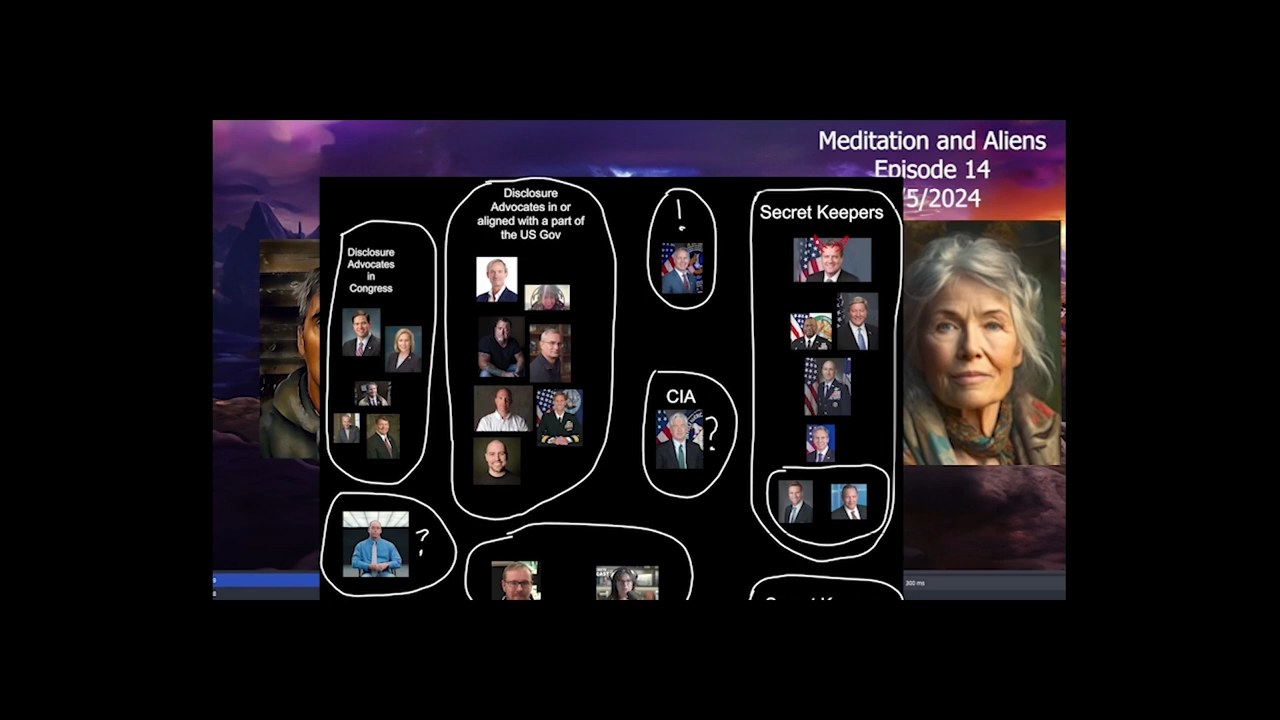 Meditation and Aliens
Episode 14
/5/2024
Disclosure
Advocates in or
aligned with a part of
the US Gov
!
Secret Keepers
Disclosure
Advocates
in
Congress
CIA
?
?
300 ms